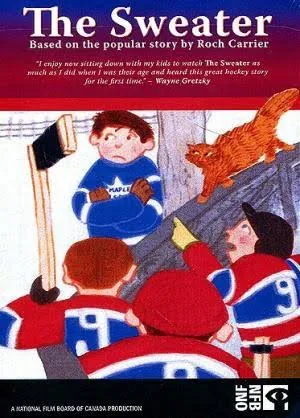 The Sweater
Based on the popular story by Roch Carrier
"I enjoy now sitting down with my kids to watch The Sweater as
much as I did when I was their age and heard this great hockey story
for the first time." – Wayne Gretzky
MAPLE
9
9
9
A NATIONAL FILM BOARD OF CANADA PRODUCTION
ONF
NFB